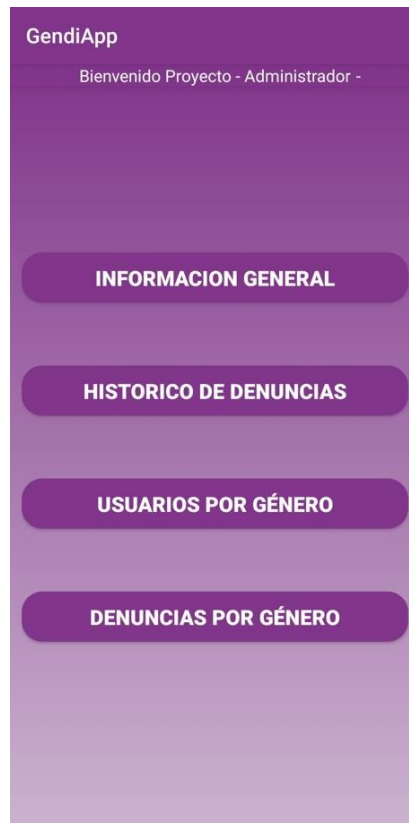 GendiApp
Bienvenido Proyecto - Administrador -
INFORMACION GENERAL
HISTORICO DE DENUNCIAS
USUARIOS POR GÉNERO
DENUNCIAS POR GÉNERO